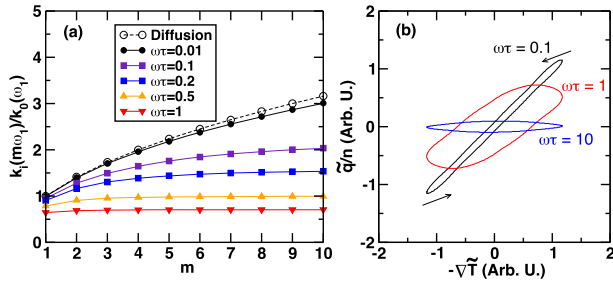 (a)
Diffusion
ωτ=0.01
ωτ=0.1
ωτ=0.2
ωτ=0.5
ωτ=1
kᵢ(mω₁)/k₀(ω₁)
5
4
3
2
1
0
1 2 3 4 5 6 7 8 9 10
m
(b)
ωτ = 0.1
ωτ = 1
ωτ = 10
q̃/n (Arb. U.)
2
1
0
−1
−2
−2 −1 0 1 2
-∇T̃ (Arb. U.)